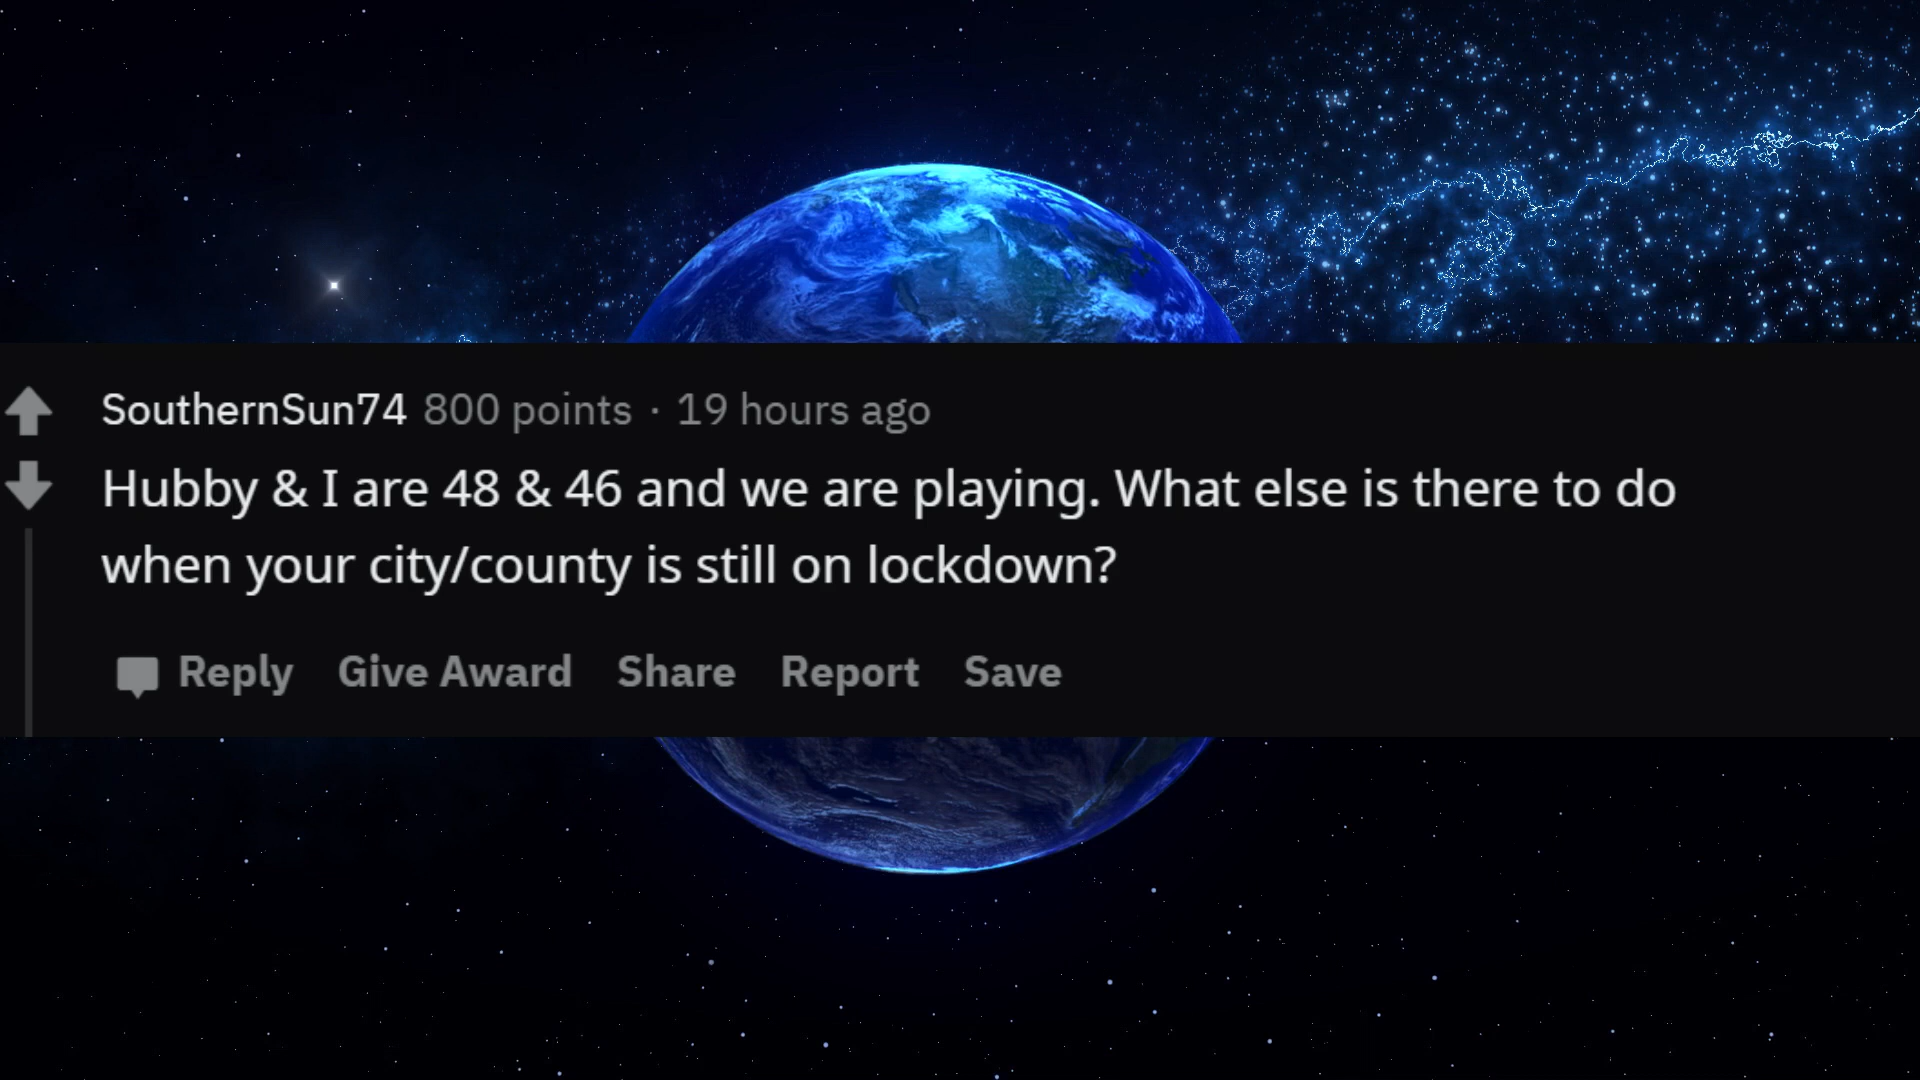 SouthernSun74 800 points · 19 hours ago
Hubby & I are 48 & 46 and we are playing. What else is there to do
when your city/county is still on lockdown?
Reply Give Award Share Report Save